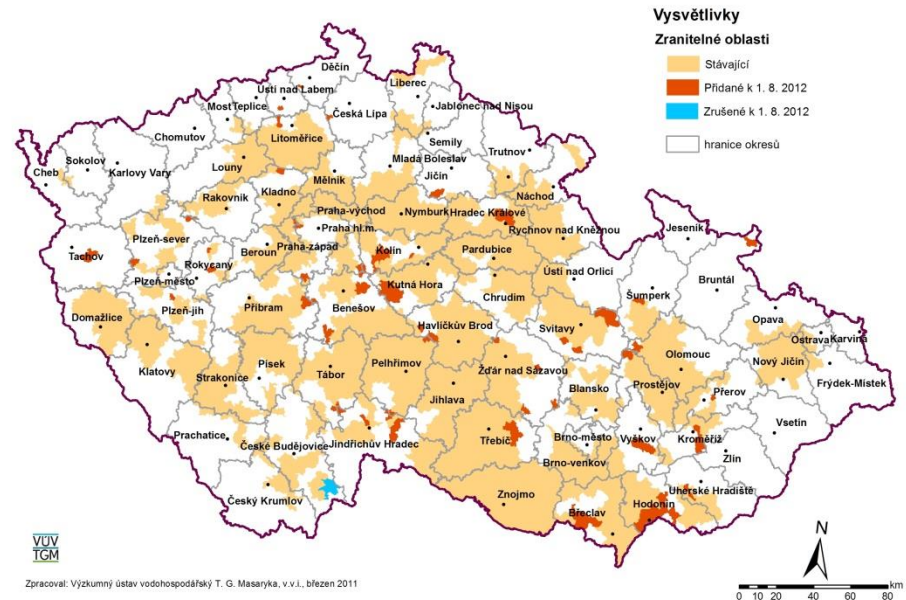 Vysvětlivky
Zranitelné oblasti
Stávající
Přidané k 1. 8. 2012
Zrušené k 1. 8. 2012
hranice okresů
Děčín
Liberec
Ústí nad Labem
Most
Teplice
Česká Lípa
Jablonec nad Nisou
Chomutov
Litoměřice
Semily
Trutnov
Sokolov
Cheb
Karlovy Vary
Louny
Mělník
Mladá Boleslav
Jičín
Rakovník
Kladno
Náchod
Praha-východ
Nymburk
Hradec Králové
Praha hl.m.
Rychnov nad Kněžnou
Jeseník
Plzeň-sever
Beroun
Praha-západ
Kolín
Pardubice
Tachov
Rokycany
Ústí nad Orlicí
Bruntál
Plzeň-město
Kutná Hora
Šumperk
Plzeň-jih
Příbram
Benešov
Chrudim
Opava
Domažlice
Havlíčkův Brod
Svitavy
Ostrava
Karviná
Klatovy
Písek
Pelhřimov
Olomouc
Nový Jičín
Strakonice
Tábor
Žďár nad Sázavou
Frýdek-Místek
Jihlava
Blansko
Prostějov
Přerov
Prachatice
České Budějovice
Jindřichův Hradec
Třebíč
Brno-město
Vyškov
Kroměříž
Vsetín
Brno-venkov
Zlín
Český Krumlov
Znojmo
Uherské Hradiště
Břeclav
Hodonín
N
VÚV
TGM
Zpracoval: Výzkumný ústav vodohospodářský T. G. Masaryka, v.v.i., březen 2011
km
0 10 20 40 60 80